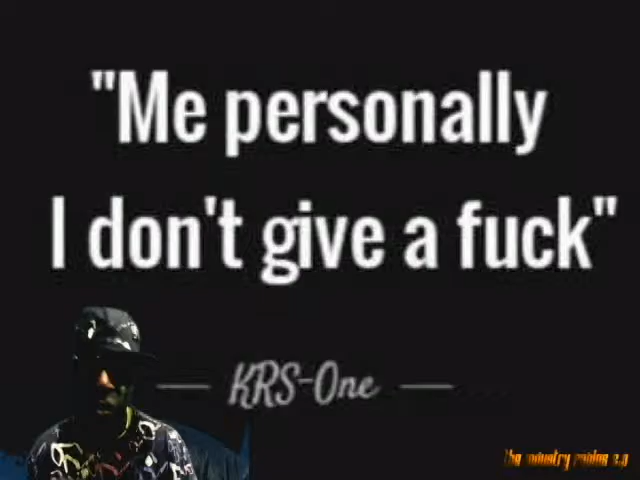 "Me personally
I don't give a fuck"
— KRS-One —